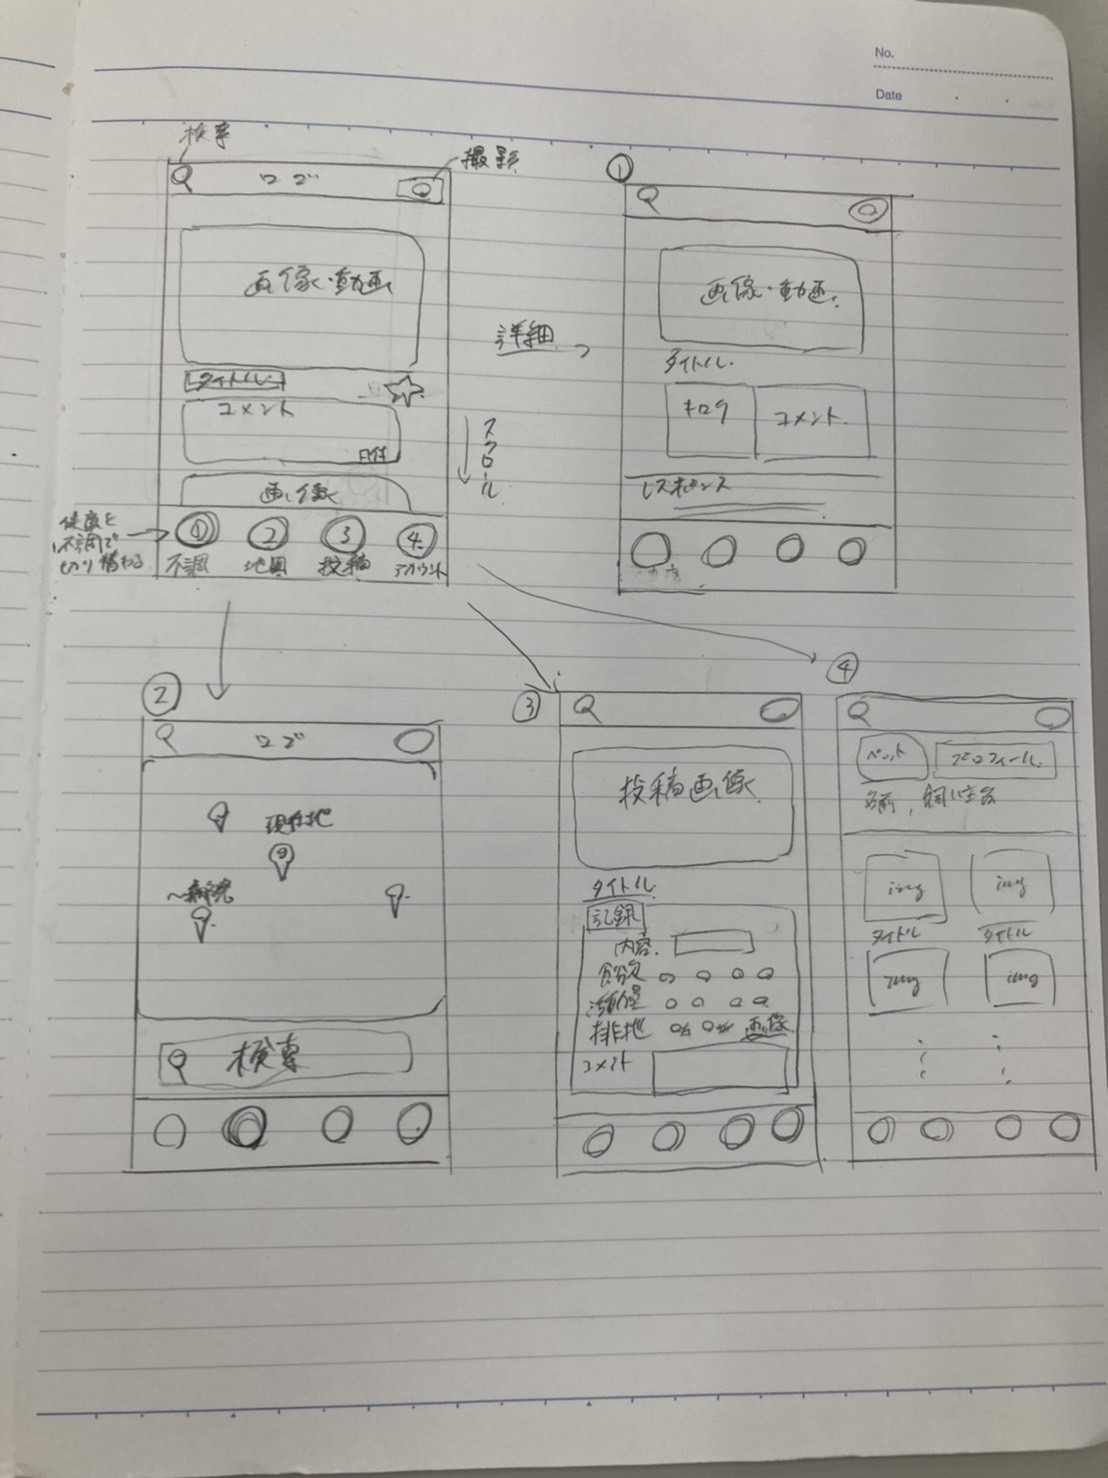 No.
Date
検索
ロゴ
撮影
画像・動画
タイトル
コメント
日付
画像
スクロール
健康と
不調で
切り替わる
① ② ③ ④
不調 地図 投稿 アカウント
詳細
①
画像・動画
タイトル
キロク
コメント
レスポンス
②
ロゴ
現在地
〜病院
検索
③
投稿画像
タイトル
記録
内容
食欲
活動量
排地
画像
コメント
④
ペット
プロフィール
名前,飼い主名
img
img
タイトル
タイトル
img
img